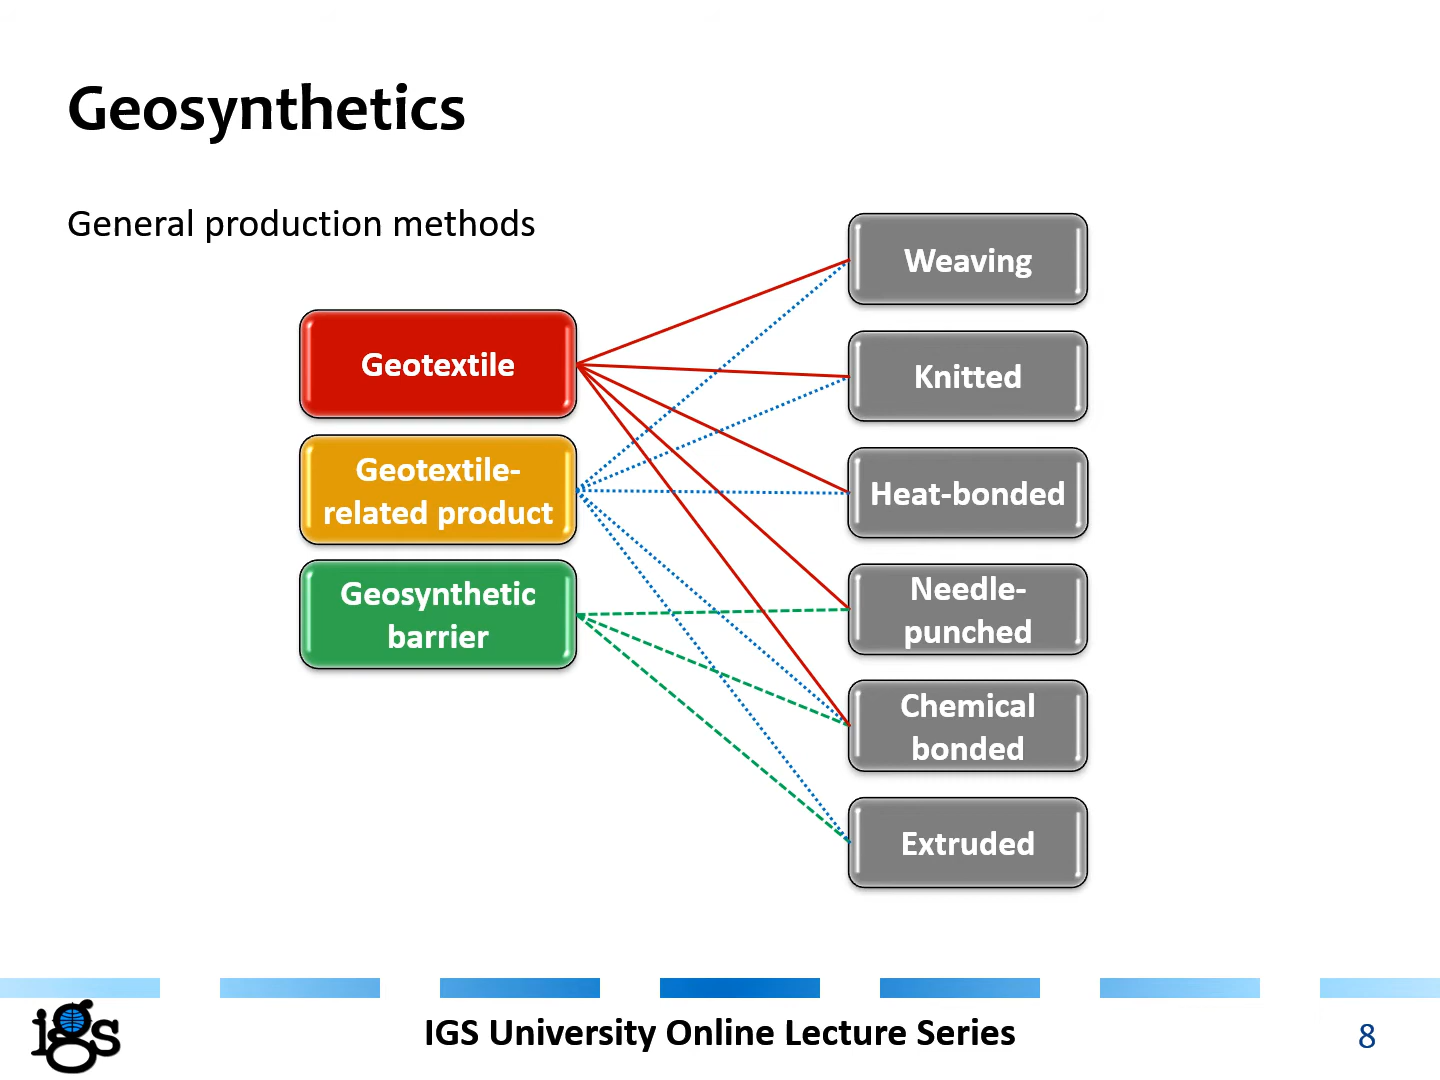 Geosynthetics
General production methods
Geotextile
Geotextile-
related product
Geosynthetic
barrier
Weaving
Knitted
Heat-bonded
Needle-
punched
Chemical
bonded
Extruded
igs
IGS University Online Lecture Series
8